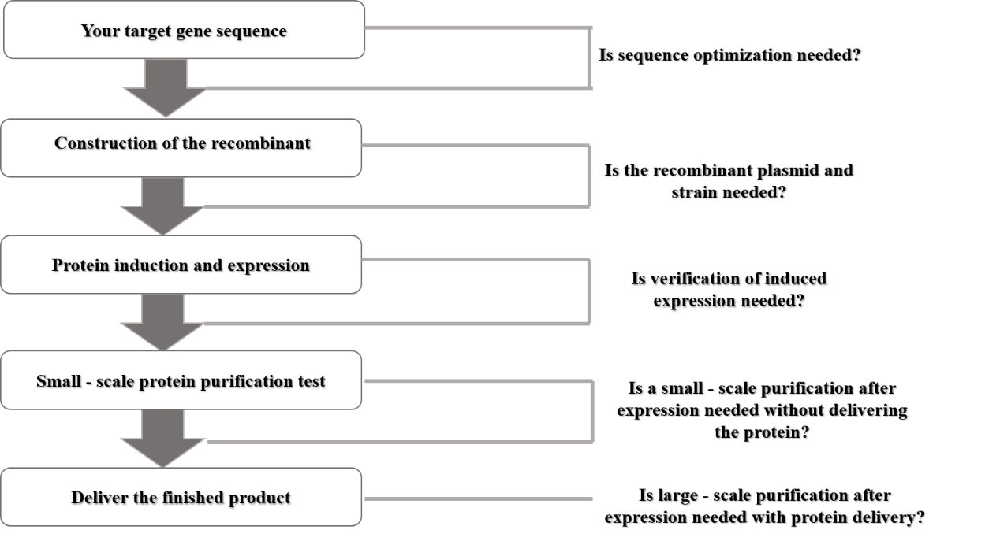 Your target gene sequence
Is sequence optimization needed?
Construction of the recombinant
Is the recombinant plasmid and
strain needed?
Protein induction and expression
Is verification of induced
expression needed?
Small - scale protein purification test
Is a small - scale purification after
expression needed without delivering
the protein?
Deliver the finished product
Is large - scale purification after
expression needed with protein delivery?